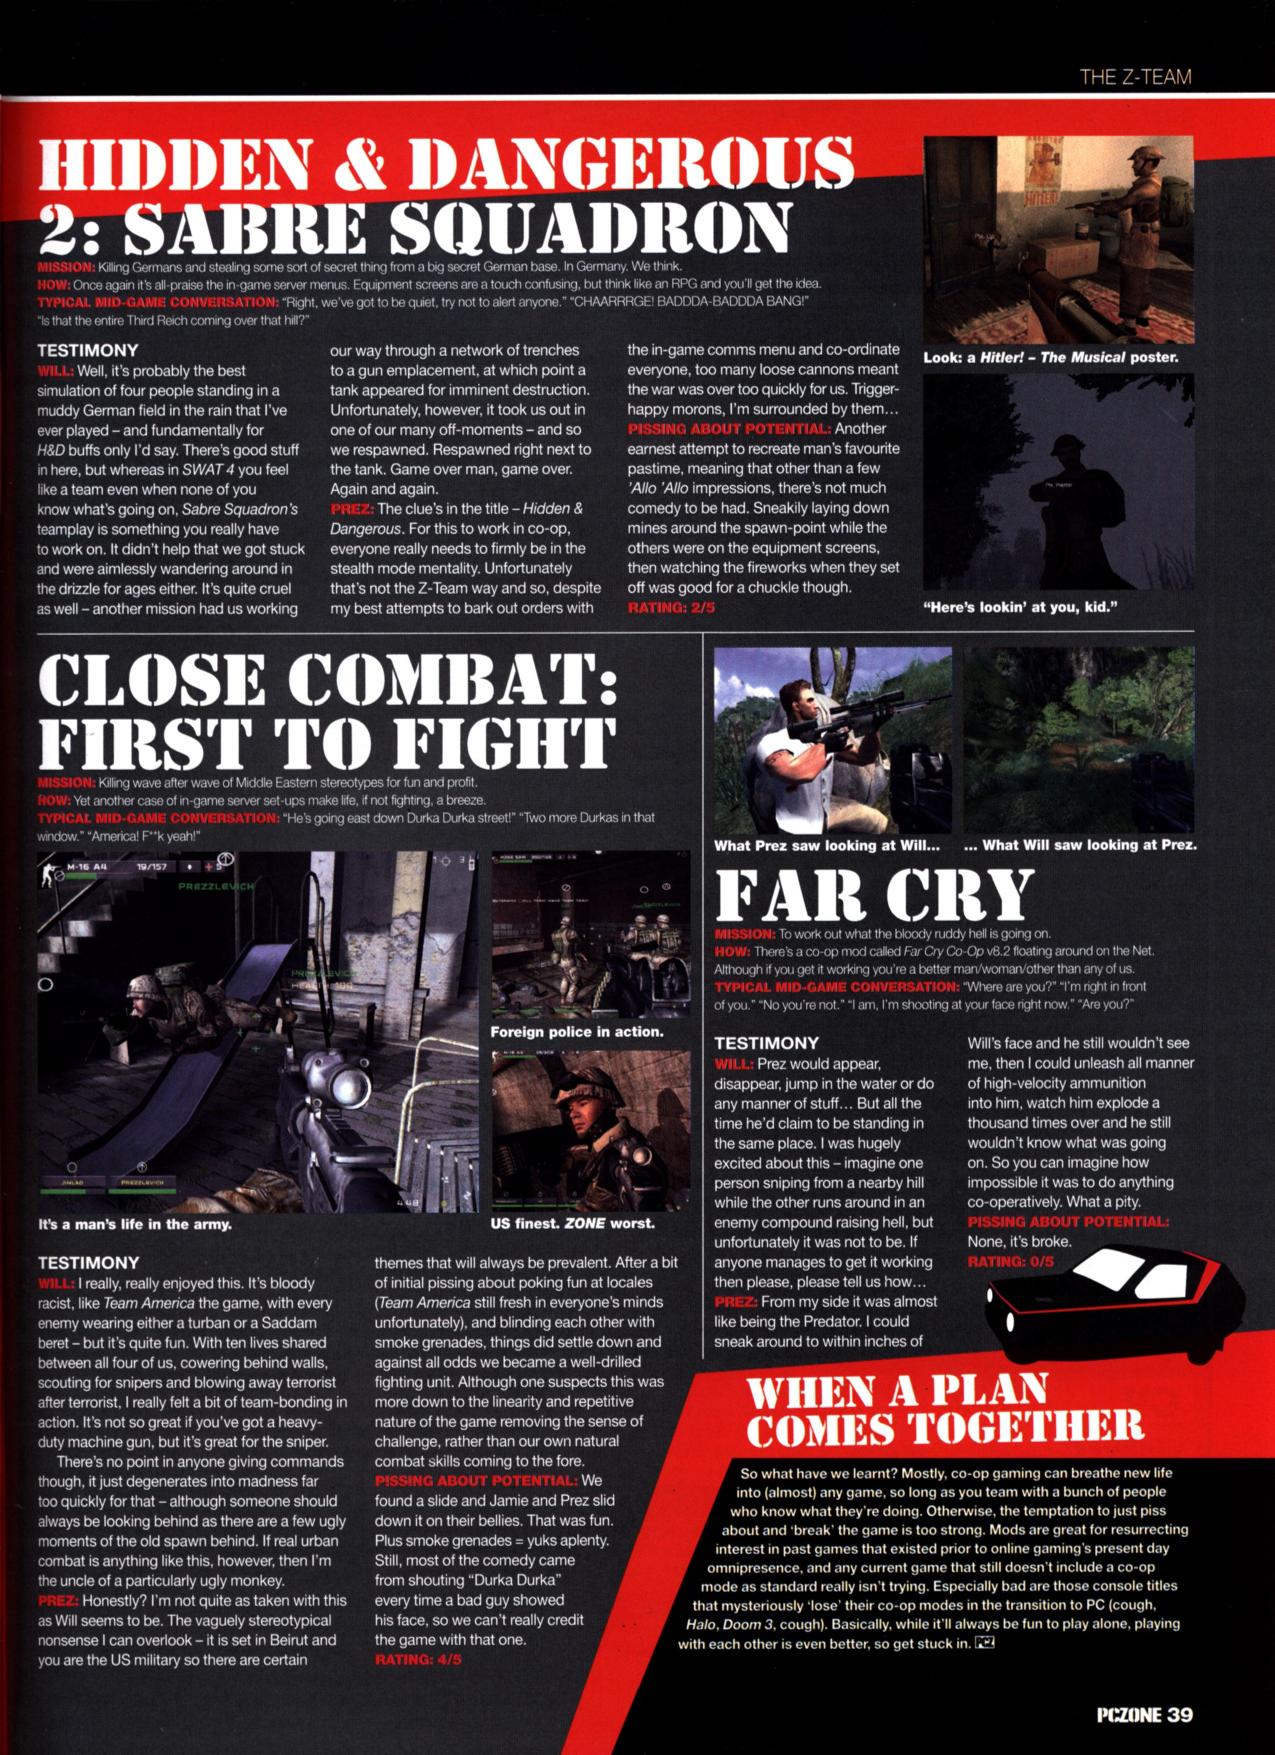 THE Z-TEAM
HIDDEN & DANGEROUS
2: SABRE SQUADRON
MISSION: Killing Germans and stealing some sort of secret thing from a big secret German base. In Germany. We think.
HOW: Once again it's all-praise the in-game server menus. Equipment screens are a touch confusing, but think like an RPG and you'll get the idea.
TYPICAL MID-GAME CONVERSATION: "Right, we've got to be quiet, try not to alert anyone." "CHAARRRGE! BADDDA-BADDDA BANG!"
"Is that the entire Third Reich coming over that hill?"
TESTIMONY
WILL: Well, it's probably the best
simulation of four people standing in a
muddy German field in the rain that I've
ever played – and fundamentally for
H&D buffs only I'd say. There's good stuff
in here, but whereas in SWAT 4 you feel
like a team even when none of you
know what's going on, Sabre Squadron's
teamplay is something you really have
to work on. It didn't help that we got stuck
and were aimlessly wandering around in
the drizzle for ages either. It's quite cruel
as well – another mission had us working
our way through a network of trenches
to a gun emplacement, at which point a
tank appeared for imminent destruction.
Unfortunately, however, it took us out in
one of our many off-moments – and so
we respawned. Respawned right next to
the tank. Game over man, game over.
Again and again.
PREZ: The clue's in the title – Hidden &
Dangerous. For this to work in co-op,
everyone really needs to firmly be in the
stealth mode mentality. Unfortunately
that's not the Z-Team way and so, despite
my best attempts to bark out orders with
the in-game comms menu and co-ordinate
everyone, too many loose cannons meant
the war was over too quickly for us. Trigger-
happy morons, I'm surrounded by them...
PISSING ABOUT POTENTIAL: Another
earnest attempt to recreate man's favourite
pastime, meaning that other than a few
'Allo 'Allo impressions, there's not much
comedy to be had. Sneakily laying down
mines around the spawn-point while the
others were on the equipment screens,
then watching the fireworks when they set
off was good for a chuckle though.
RATING: 2/5
HITLER!
Look: a Hitler! – The Musical poster.
"Here's lookin' at you, kid."
CLOSE COMBAT:
FIRST TO FIGHT
MISSION: Killing wave after wave of Middle Eastern stereotypes for fun and profit.
HOW: Yet another case of in-game server set-ups make life, if not fighting, a breeze.
TYPICAL MID-GAME CONVERSATION: "He's going east down Durka Durka street!" "Two more Durkas in that
window." "America! F**k yeah!"
M-16 A4 19/157
PREZZLEVICH
PREZZLEVICH
HEALTH 100
JIMLAD PREZZLEVICH
It's a man's life in the army.
Foreign police in action.
US finest. ZONE worst.
TESTIMONY
WILL: I really, really enjoyed this. It's bloody
racist, like Team America the game, with every
enemy wearing either a turban or a Saddam
beret – but it's quite fun. With ten lives shared
between all four of us, cowering behind walls,
scouting for snipers and blowing away terrorist
after terrorist, I really felt a bit of team-bonding in
action. It's not so great if you've got a heavy-
duty machine gun, but it's great for the sniper.
There's no point in anyone giving commands
though, it just degenerates into madness far
too quickly for that – although someone should
always be looking behind as there are a few ugly
moments of the old spawn behind. If real urban
combat is anything like this, however, then I'm
the uncle of a particularly ugly monkey.
PREZ: Honestly? I'm not quite as taken with this
as Will seems to be. The vaguely stereotypical
nonsense I can overlook – it is set in Beirut and
you are the US military so there are certain
themes that will always be prevalent. After a bit
of initial pissing about poking fun at locales
(Team America still fresh in everyone's minds
unfortunately), and blinding each other with
smoke grenades, things did settle down and
against all odds we became a well-drilled
fighting unit. Although one suspects this was
more down to the linearity and repetitive
nature of the game removing the sense of
challenge, rather than our own natural
combat skills coming to the fore.
PISSING ABOUT POTENTIAL: We
found a slide and Jamie and Prez slid
down it on their bellies. That was fun.
Plus smoke grenades = yuks aplenty.
Still, most of the comedy came
from shouting "Durka Durka"
every time a bad guy showed
his face, so we can't really credit
the game with that one.
RATING: 4/5
What Prez saw looking at Will...
... What Will saw looking at Prez.
FAR CRY
MISSION: To work out what the bloody ruddy hell is going on.
HOW: There's a co-op mod called Far Cry Co-Op v8.2 floating around on the Net.
Although if you get it working you're a better man/woman/other than any of us.
TYPICAL MID-GAME CONVERSATION: "Where are you?" "I'm right in front
of you." "No you're not." "I am, I'm shooting at your face right now." "Are you?"
TESTIMONY
WILL: Prez would appear,
disappear, jump in the water or do
any manner of stuff... But all the
time he'd claim to be standing in
the same place. I was hugely
excited about this – imagine one
person sniping from a nearby hill
while the other runs around in an
enemy compound raising hell, but
unfortunately it was not to be. If
anyone manages to get it working
then please, please tell us how...
PREZ: From my side it was almost
like being the Predator. I could
sneak around to within inches of
Will's face and he still wouldn't see
me, then I could unleash all manner
of high-velocity ammunition
into him, watch him explode a
thousand times over and he still
wouldn't know what was going
on. So you can imagine how
impossible it was to do anything
co-operatively. What a pity.
PISSING ABOUT POTENTIAL:
None, it's broke.
RATING: 0/5
WHEN A PLAN
COMES TOGETHER
So what have we learnt? Mostly, co-op gaming can breathe new life
into (almost) any game, so long as you team with a bunch of people
who know what they're doing. Otherwise, the temptation to just piss
about and 'break' the game is too strong. Mods are great for resurrecting
interest in past games that existed prior to online gaming's present day
omnipresence, and any current game that still doesn't include a co-op
mode as standard really isn't trying. Especially bad are those console titles
that mysteriously 'lose' their co-op modes in the transition to PC (cough,
Halo, Doom 3, cough). Basically, while it'll always be fun to play alone, playing
with each other is even better, so get stuck in. PCZ
PCZONE 39